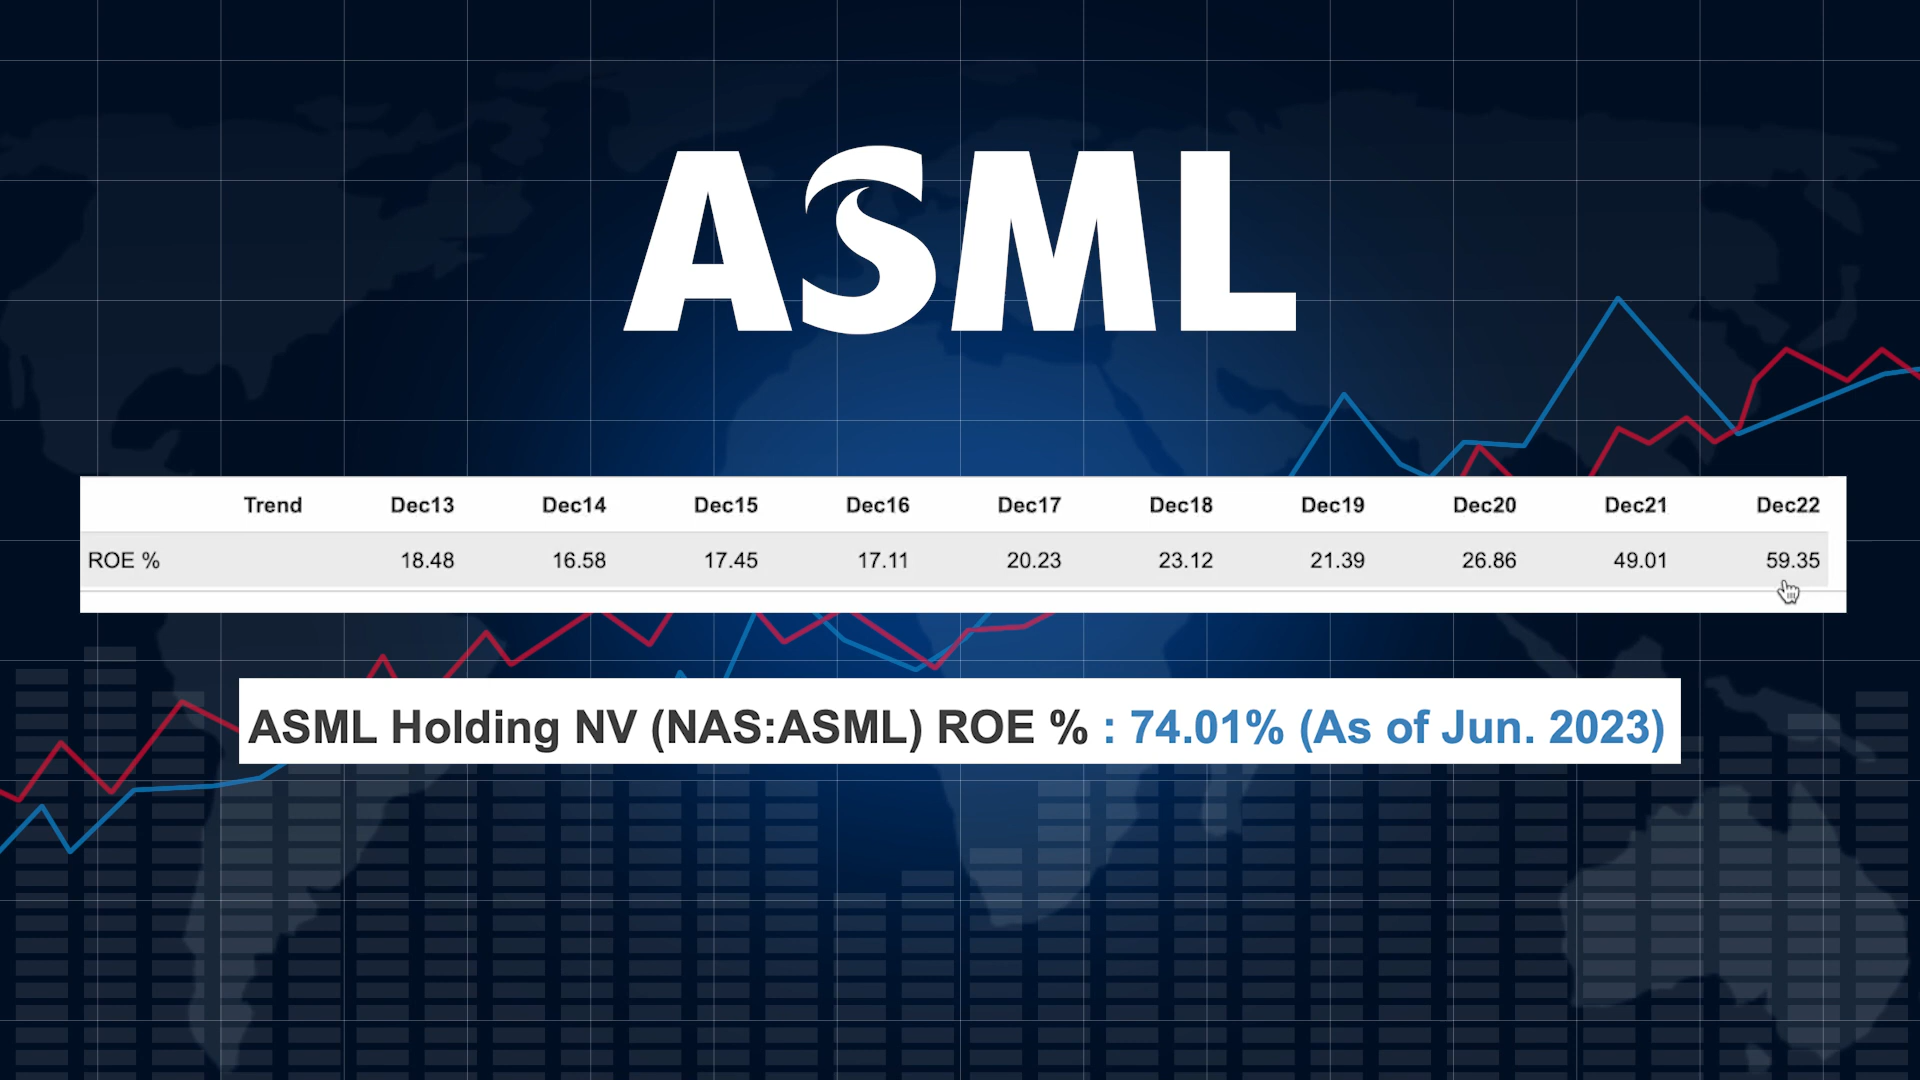 ASML
Trend Dec13 Dec14 Dec15 Dec16 Dec17 Dec18 Dec19 Dec20 Dec21 Dec22
ROE % 18.48 16.58 17.45 17.11 20.23 23.12 21.39 26.86 49.01 59.35
ASML Holding NV (NAS:ASML) ROE % : 74.01% (As of Jun. 2023)